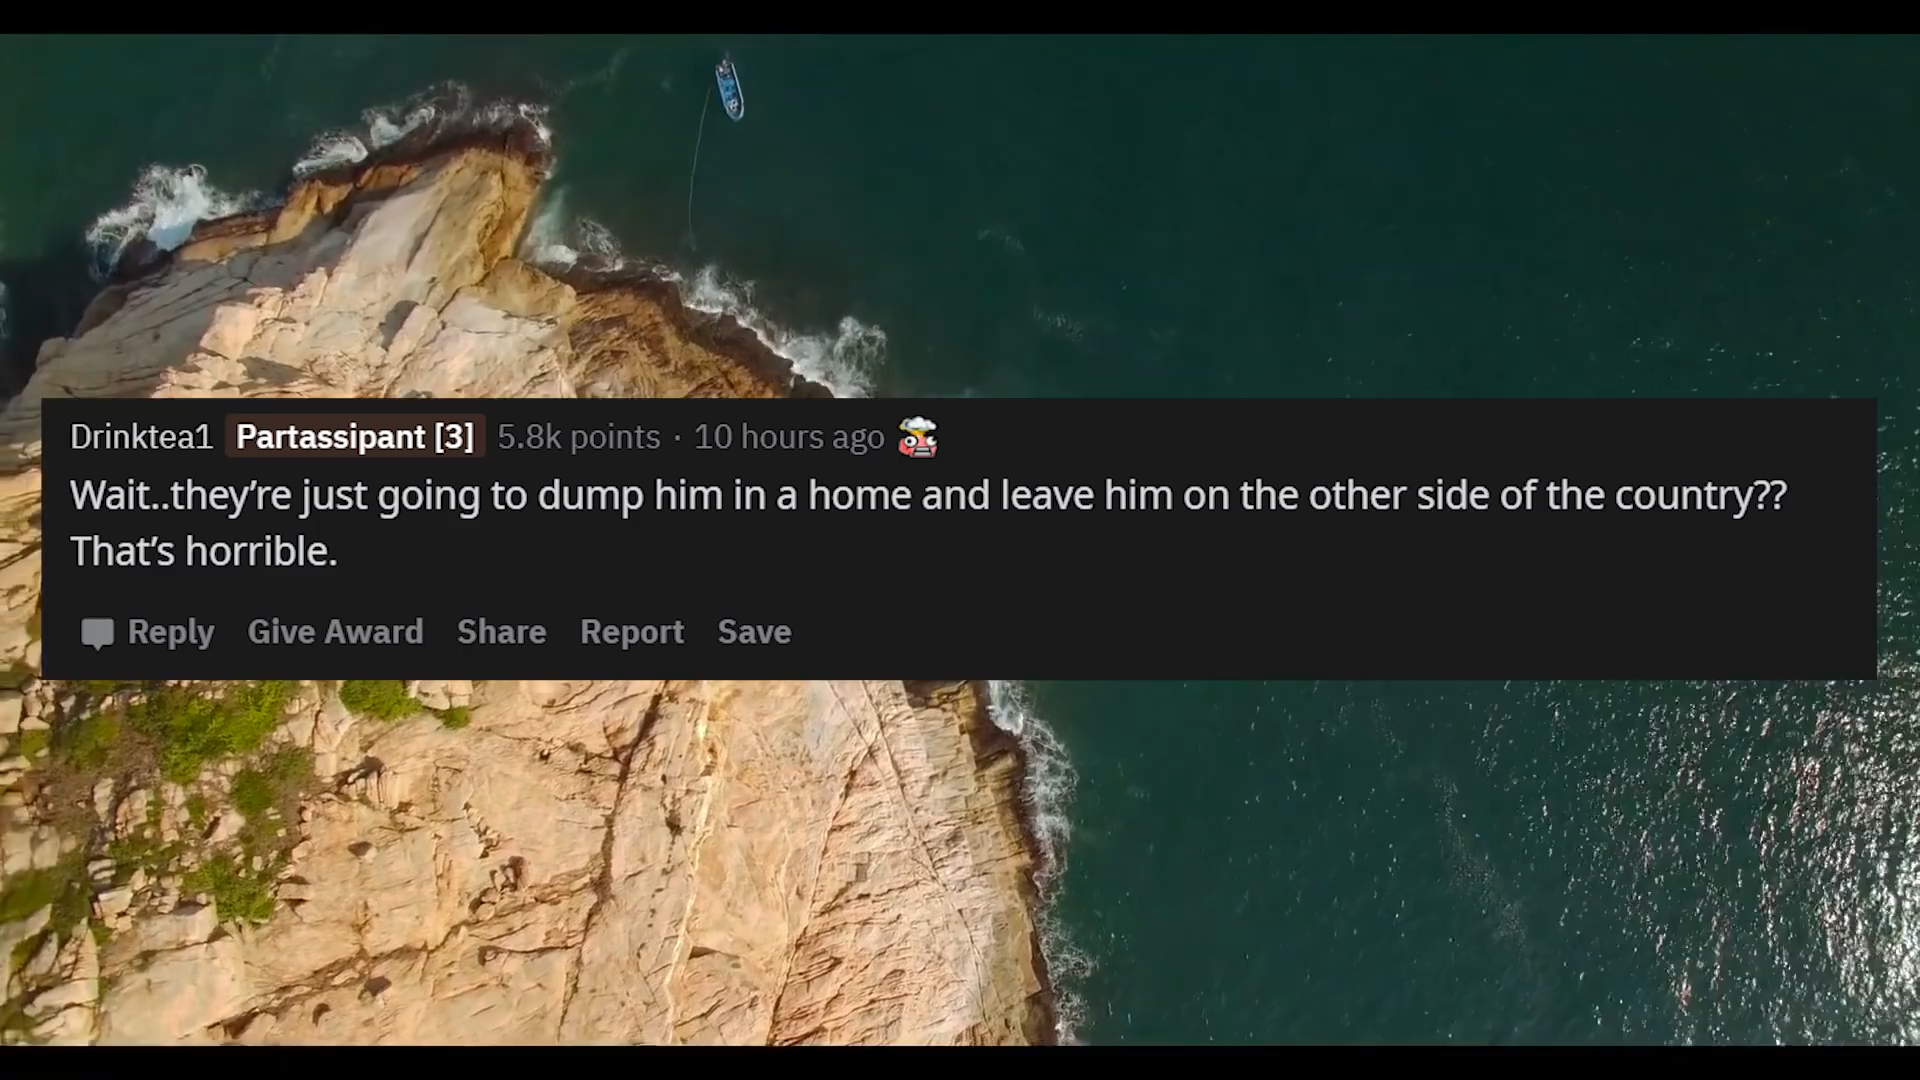 Drinktea1 Partassipant [3] 5.8k points · 10 hours ago
Wait..they’re just going to dump him in a home and leave him on the other side of the country??
That’s horrible.
Reply Give Award Share Report Save